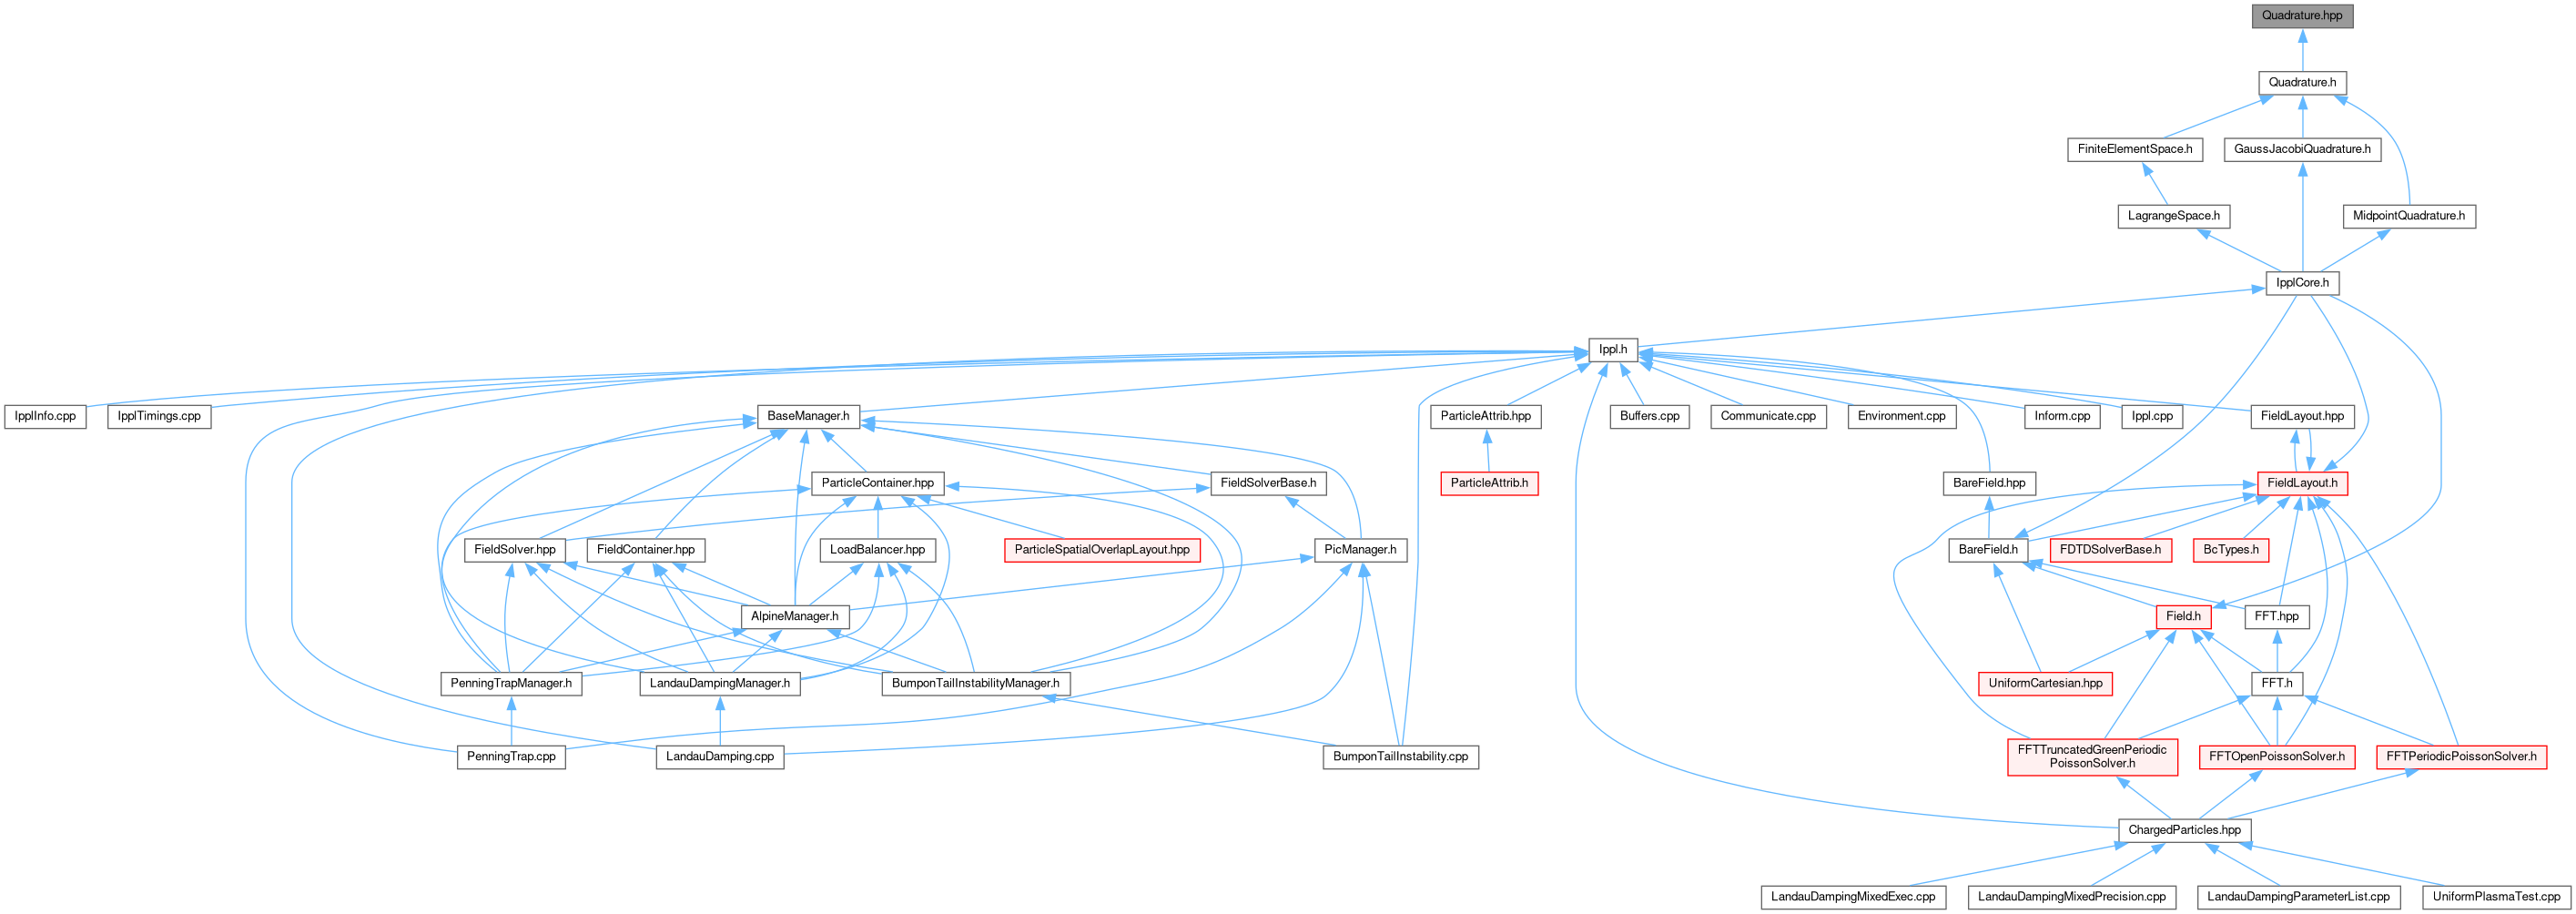 Quadrature.hpp
Quadrature.h
FiniteElementSpace.h
GaussJacobiQuadrature.h
LagrangeSpace.h
MidpointQuadrature.h
IpplCore.h
Ippl.h
IpplInfo.cpp
IpplTimings.cpp
BaseManager.h
ParticleAttrib.hpp
Buffers.cpp
Communicate.cpp
Environment.cpp
Inform.cpp
Ippl.cpp
FieldLayout.hpp
ParticleContainer.hpp
FieldSolverBase.h
ParticleAttrib.h
BareField.hpp
FieldLayout.h
FieldSolver.hpp
FieldContainer.hpp
LoadBalancer.hpp
ParticleSpatialOverlapLayout.hpp
PicManager.h
BareField.h
FDTDSolverBase.h
BcTypes.h
AlpineManager.h
Field.h
FFT.hpp
PenningTrapManager.h
LandauDampingManager.h
BumponTailInstabilityManager.h
UniformCartesian.hpp
FFT.h
PenningTrap.cpp
LandauDamping.cpp
BumponTailInstability.cpp
FFTTruncatedGreenPeriodic
PoissonSolver.h
FFTOpenPoissonSolver.h
FFTPeriodicPoissonSolver.h
ChargedParticles.hpp
LandauDampingMixedExec.cpp
LandauDampingMixedPrecision.cpp
LandauDampingParameterList.cpp
UniformPlasmaTest.cpp